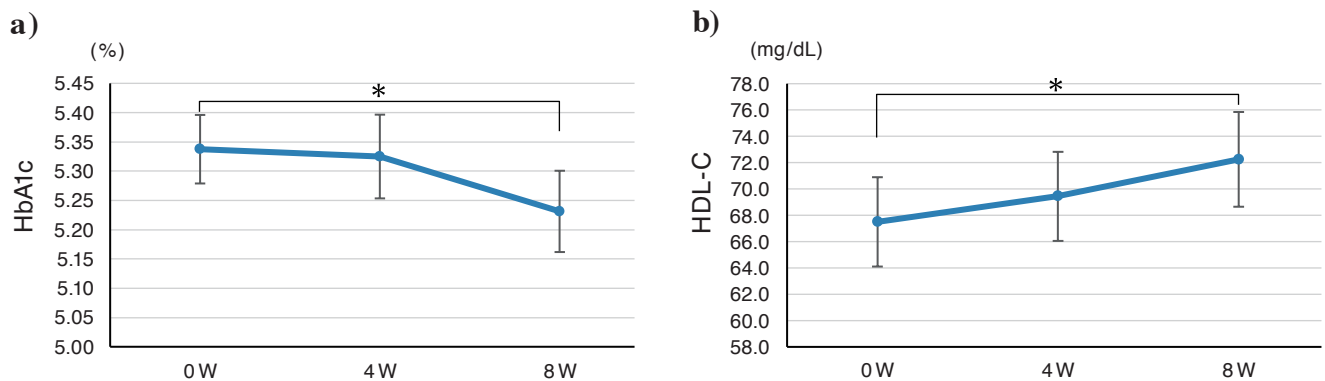 a)
(%)
HbA1c
5.45
5.40
5.35
5.30
5.25
5.20
5.15
5.10
5.05
5.00
*
0 W
4 W
8 W
b)
(mg/dL)
HDL-C
78.0
76.0
74.0
72.0
70.0
68.0
66.0
64.0
62.0
60.0
58.0
*
0 W
4 W
8 W